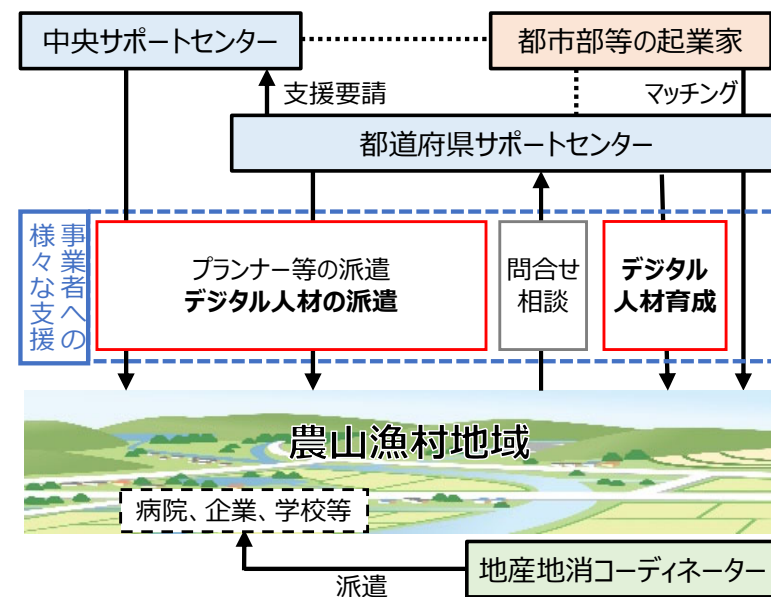 中央サポートセンター
都市部等の起業家
支援要請
マッチング
都道府県サポートセンター
事業者への
様々な支援
プランナー等の派遣
デジタル人材の派遣
問合せ
相談
デジタル
人材育成
農山漁村地域
病院、企業、学校等
地産地消コーディネーター
派遣